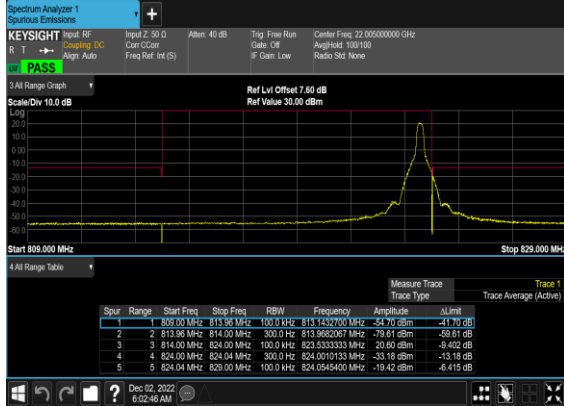 Spectrum Analyzer 1
Spurious Emissions
+
KEYSIGHT Input: RF Input Z: 50 Ω Atten: 40 dB Trig: Free Run Center Freq: 22.005000000 GHz
R T Coupling: DC Corr CCorr Gate: Off Avg|Hold: 100/100
Align: Auto Freq Ref: Int (S) IF Gain: Low Radio Std: None
PASS
3 All Range Graph Ref Lvl Offset 7.60 dB
Scale/Div 10.0 dB Ref Value 30.00 dBm
Log
20.0
10.0
0.00
-10.0
-20.0
-30.0
-40.0
-50.0
-60.0
Start 809.000 MHz Stop 829.000 MHz
4 All Range Table
Measure Trace Trace 1
Trace Type Trace Average (Active)
Spur Range Start Freq Stop Freq RBW Frequency Amplitude ΔLimit
1 1 809.00 MHz 813.96 MHz 100.0 kHz 813.1432700 MHz -54.70 dBm -41.70 dB
2 2 813.96 MHz 814.00 MHz 300.0 Hz 813.9682067 MHz -79.61 dBm -59.61 dB
3 3 814.00 MHz 824.00 MHz 100.0 kHz 823.5333333 MHz 20.60 dBm -9.402 dB
4 4 824.00 MHz 824.04 MHz 300.0 Hz 824.0010133 MHz -33.18 dBm -13.18 dB
5 5 824.04 MHz 829.00 MHz 100.0 kHz 824.0545400 MHz -19.42 dBm -6.415 dB
? Dec 02, 2022
6:02:46 AM